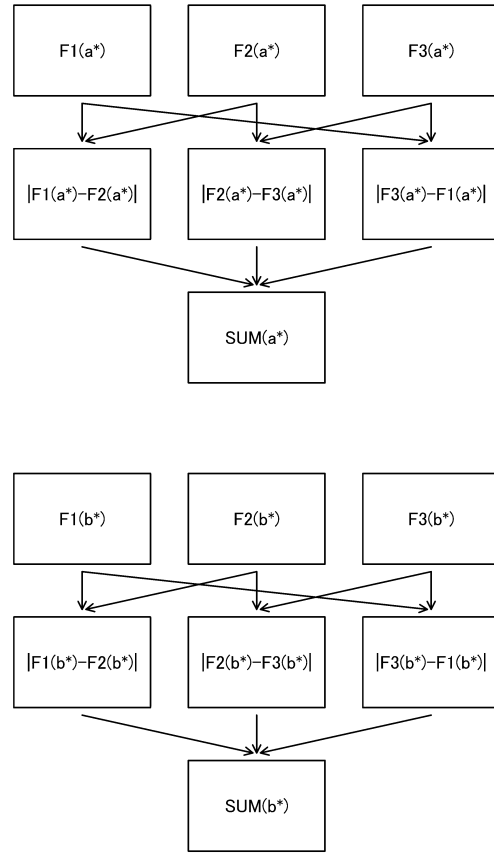 F1(a*) F2(a*) F3(a*)
|F1(a*)-F2(a*)| |F2(a*)-F3(a*)| |F3(a*)-F1(a*)|
SUM(a*)
F1(b*) F2(b*) F3(b*)
|F1(b*)-F2(b*)| |F2(b*)-F3(b*)| |F3(b*)-F1(b*)|
SUM(b*)